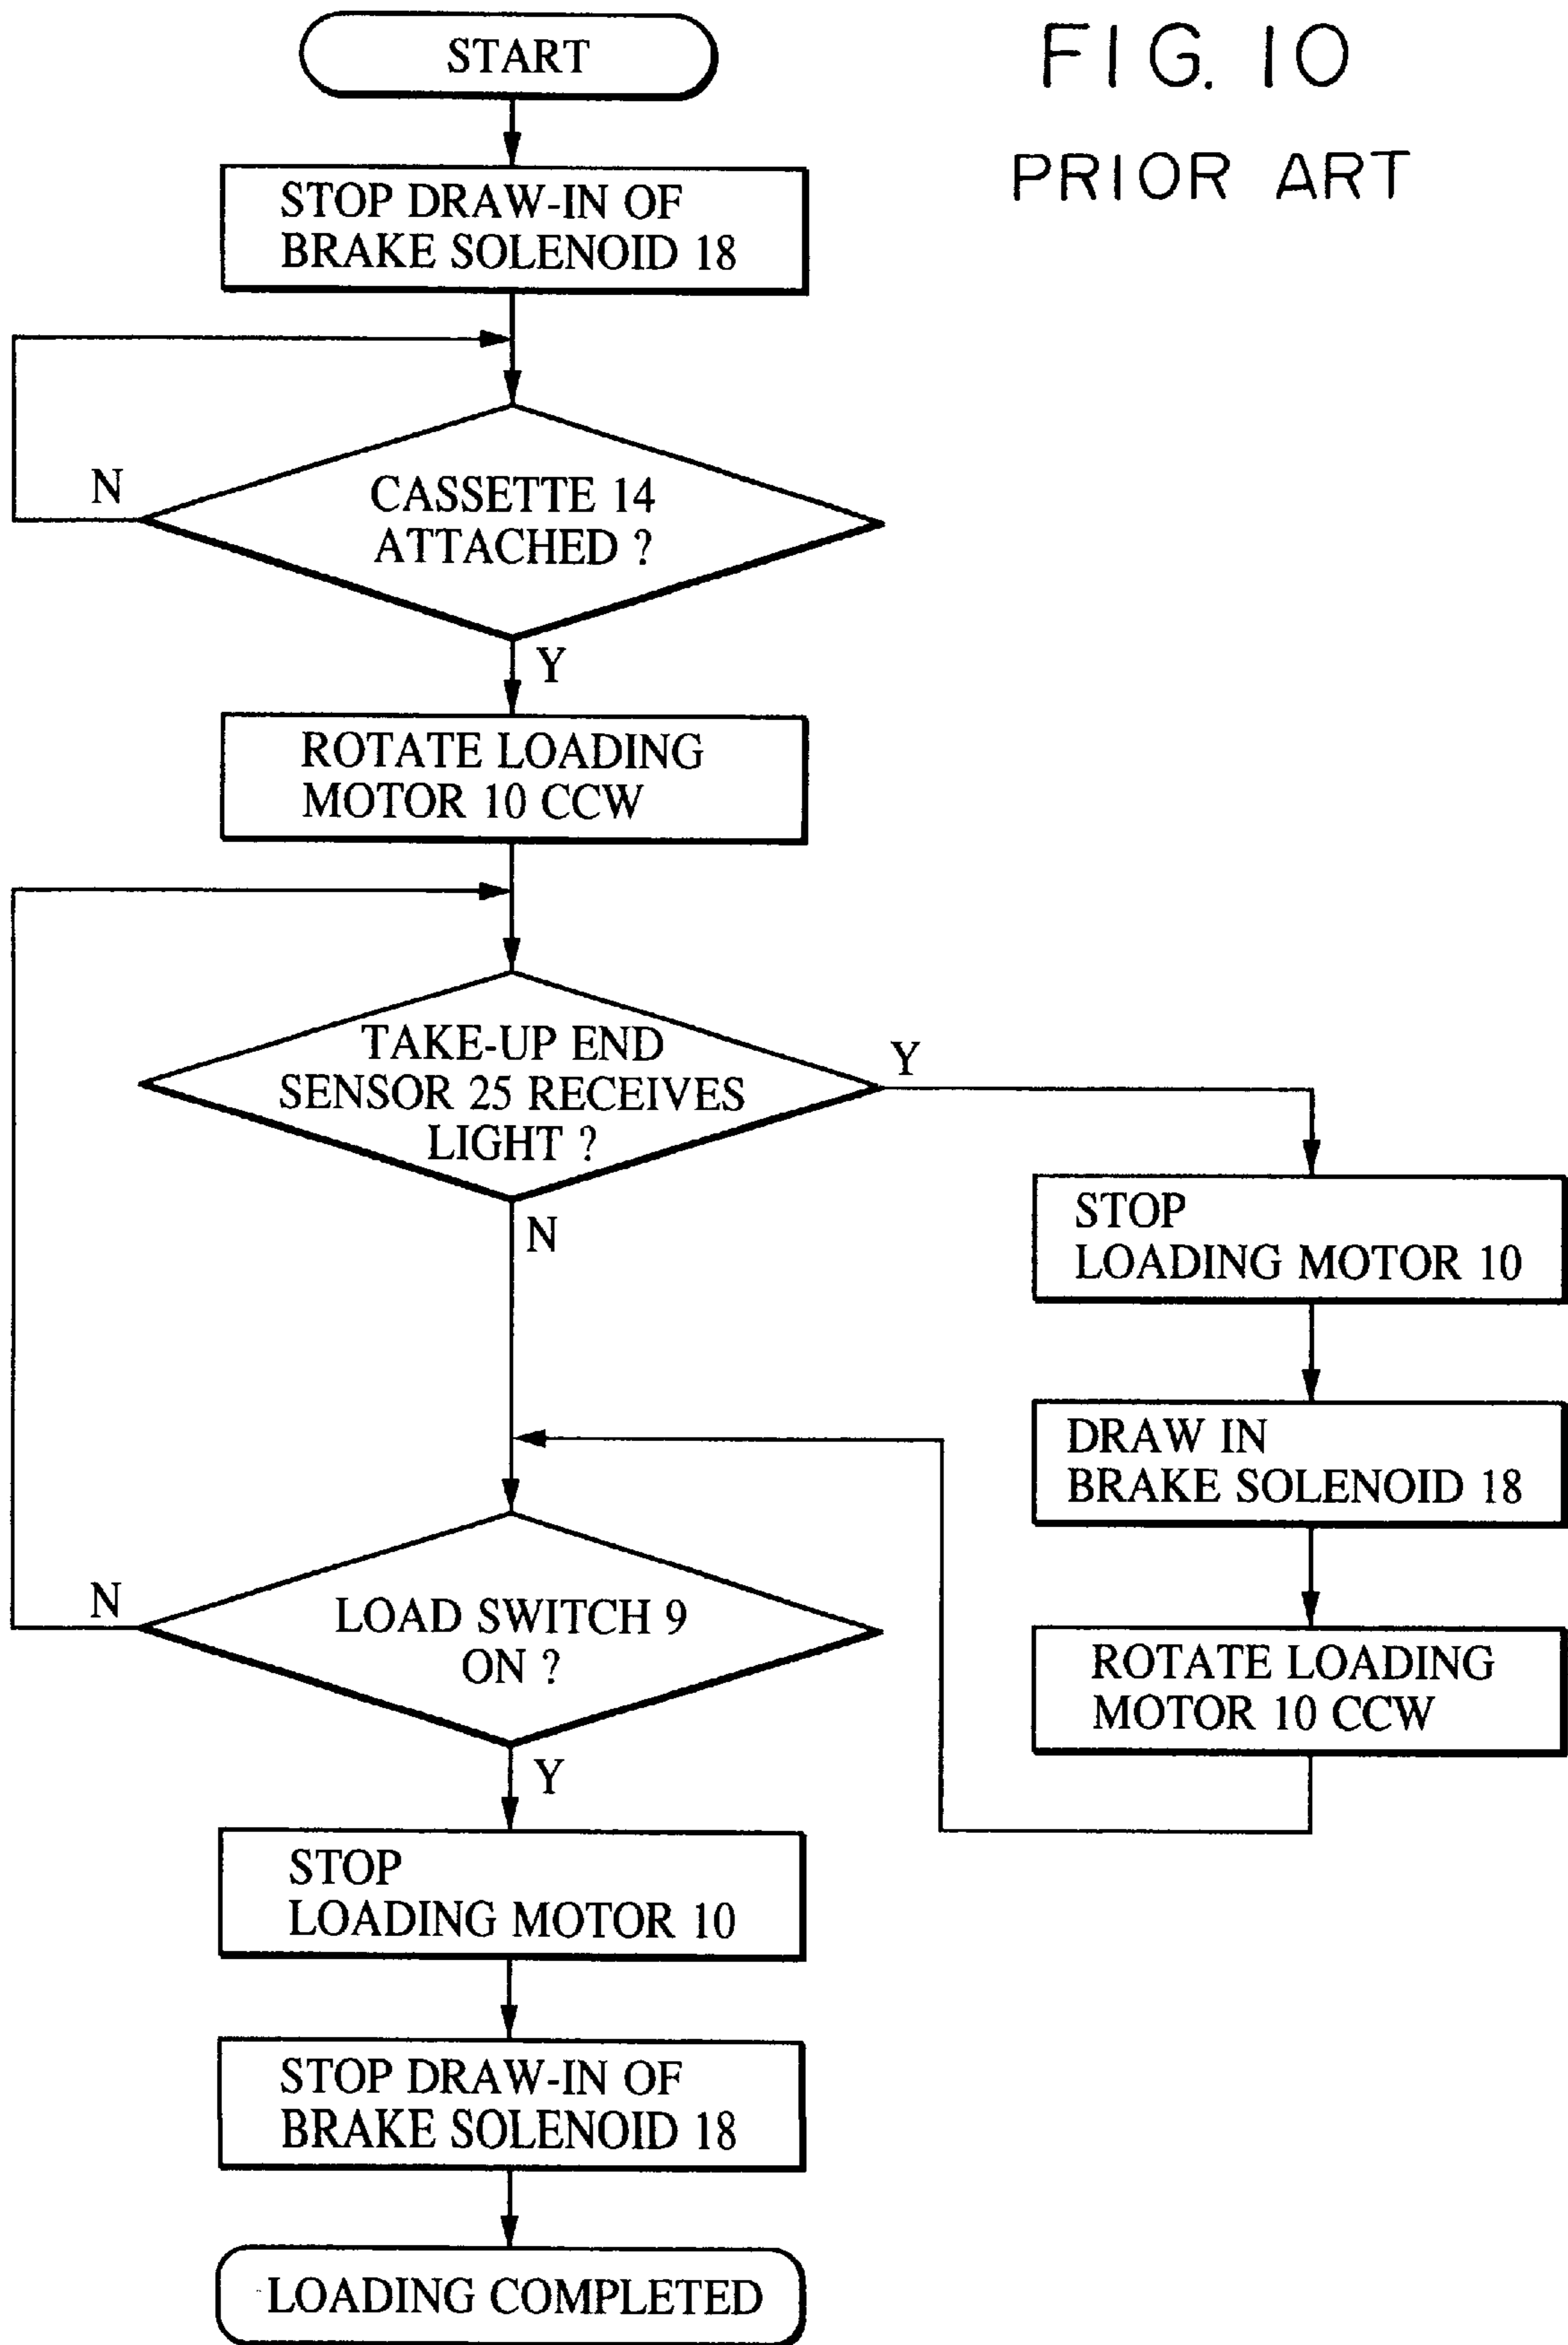 FIG. 10
PRIOR ART
START
STOP DRAW-IN OF
BRAKE SOLENOID 18
CASSETTE 14
ATTACHED ?
N
Y
ROTATE LOADING
MOTOR 10 CCW
TAKE-UP END
SENSOR 25 RECEIVES
LIGHT ?
Y
N
STOP
LOADING MOTOR 10
DRAW IN
BRAKE SOLENOID 18
ROTATE LOADING
MOTOR 10 CCW
LOAD SWITCH 9
ON ?
N
Y
STOP
LOADING MOTOR 10
STOP DRAW-IN OF
BRAKE SOLENOID 18
LOADING COMPLETED